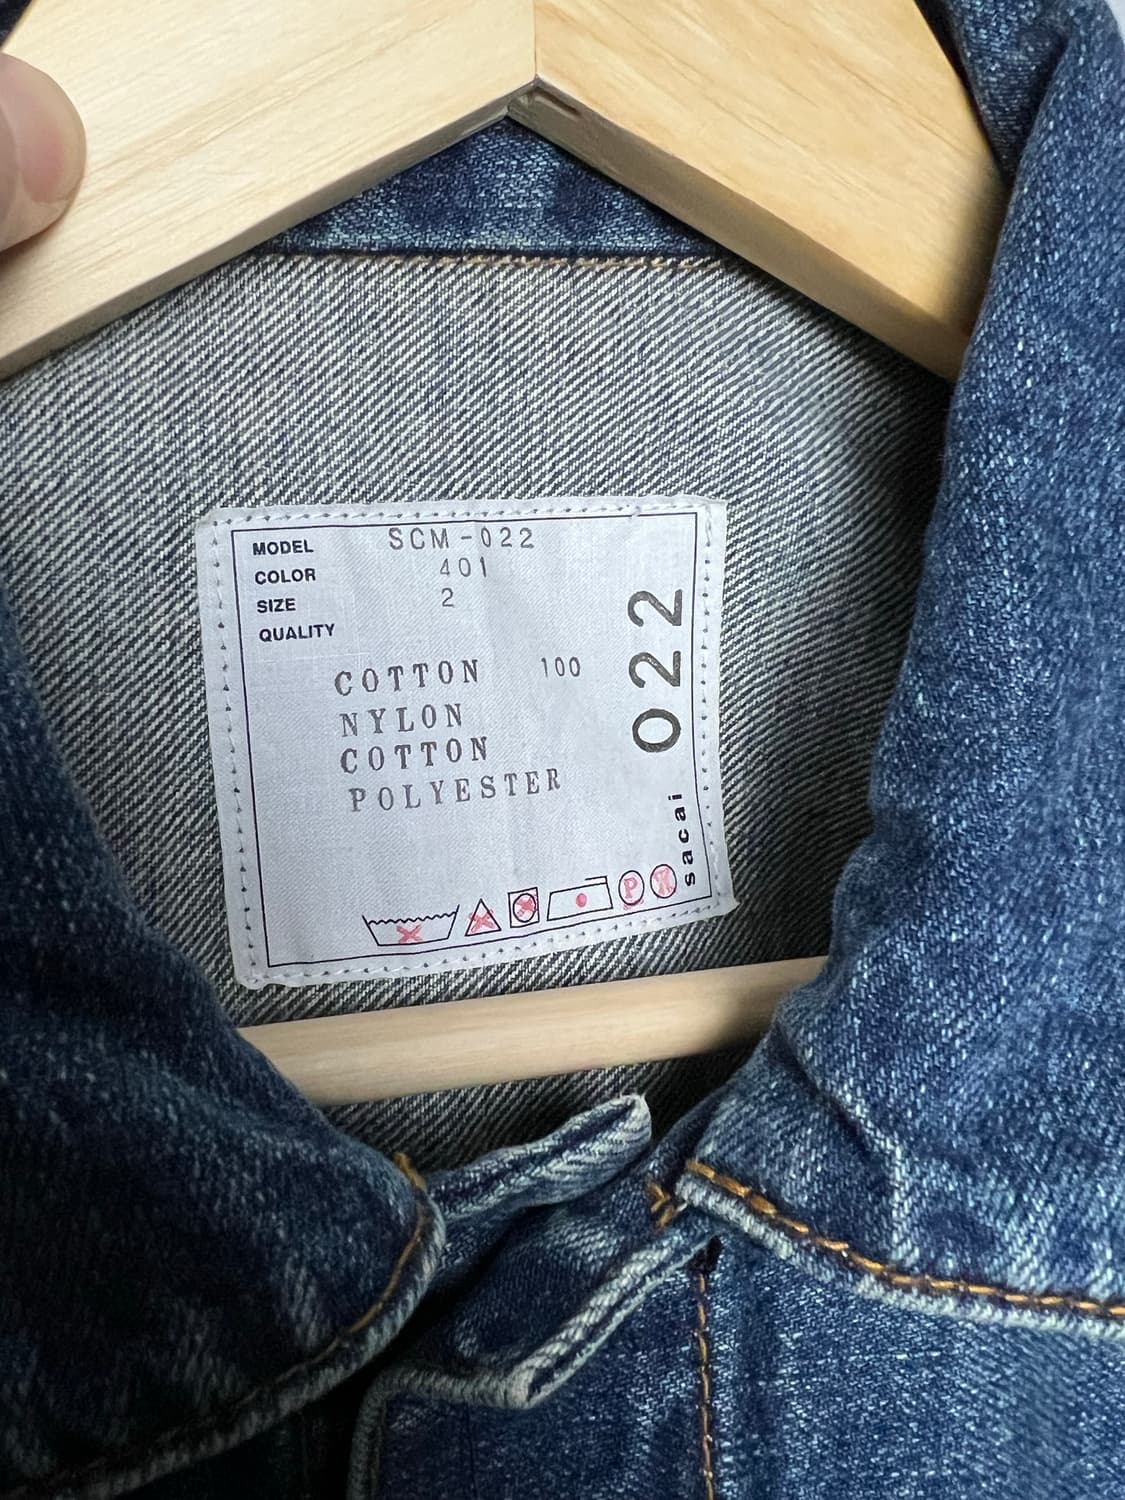 MODEL SCM-022
COLOR 401
SIZE 2
QUALITY
COTTON 100
NYLON
COTTON
POLYESTER
022
sacai
P